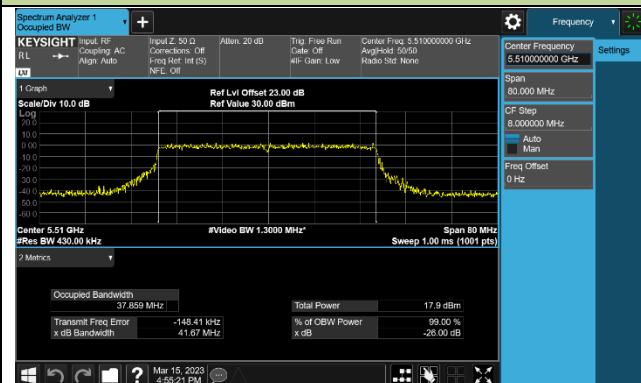 Spectrum Analyzer 1
Occupied BW
Frequency
KEYSIGHT
RL
LXI
Input: RF
Coupling: AC
Align: Auto
Input Z: 50 Ω
Corrections: Off
Freq Ref: Int (S)
NFE: Off
Atten: 20 dB
Trig: Free Run
Gate: Off
#IF Gain: Low
Center Freq: 5.510000000 GHz
Avg|Hold: 50/50
Radio Std: None
Center Frequency
5.510000000 GHz
Settings
Span
80.000 MHz
CF Step
8.000000 MHz
Auto
Man
Freq Offset
0 Hz
1 Graph
Scale/Div 10.0 dB
Ref Lvl Offset 23.00 dB
Ref Value 30.00 dBm
Log
20.0
10.0
0.00
-10.0
-20.0
-30.0
-40.0
-50.0
-60.0
Center 5.51 GHz
#Res BW 430.00 kHz
#Video BW 1.3000 MHz*
Span 80 MHz
Sweep 1.00 ms (1001 pts)
2 Metrics
Occupied Bandwidth
37.859 MHz
Total Power 17.9 dBm
Transmit Freq Error -148.41 kHz
% of OBW Power 99.00 %
x dB Bandwidth 41.67 MHz
x dB -26.00 dB
Mar 15, 2023
4:55:21 PM